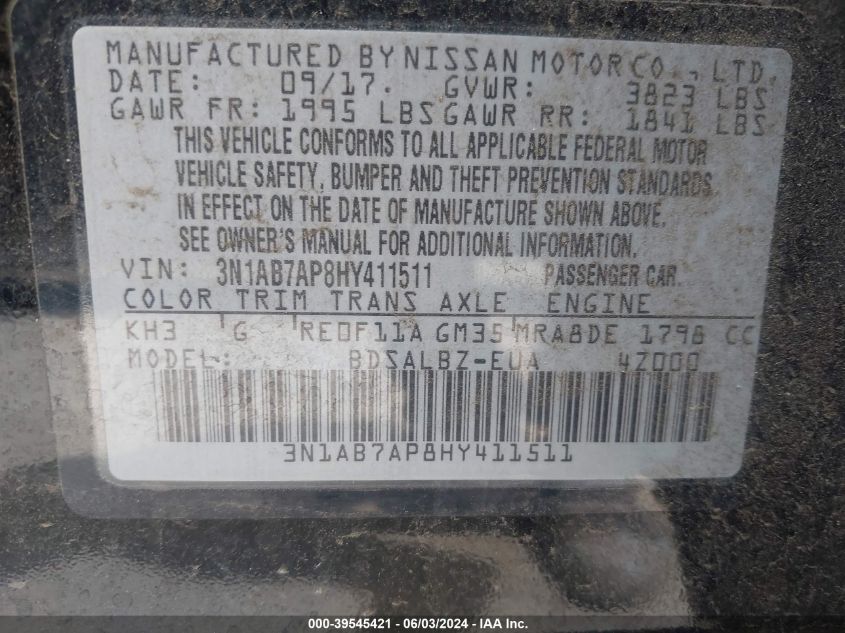 MANUFACTURED BY NISSAN MOTOR CO., LTD.
DATE: 09/17. GVWR: 3823 LBS
GAWR FR: 1995 LBS GAWR RR: 1841 LBS
THIS VEHICLE CONFORMS TO ALL APPLICABLE FEDERAL MOTOR
VEHICLE SAFETY, BUMPER AND THEFT PREVENTION STANDARDS
IN EFFECT ON THE DATE OF MANUFACTURE SHOWN ABOVE.
SEE OWNER'S MANUAL FOR ADDITIONAL INFORMATION.
VIN: 3N1AB7AP8HY411511 PASSENGER CAR
COLOR TRIM TRANS AXLE ENGINE
KH3 G RE0F11A GM35 MRA8DE 1798 CC
MODEL: BDSALBZ-EUA 4Z000
3N1AB7AP8HY411511
000-39545421 - 06/03/2024 - IAA Inc.